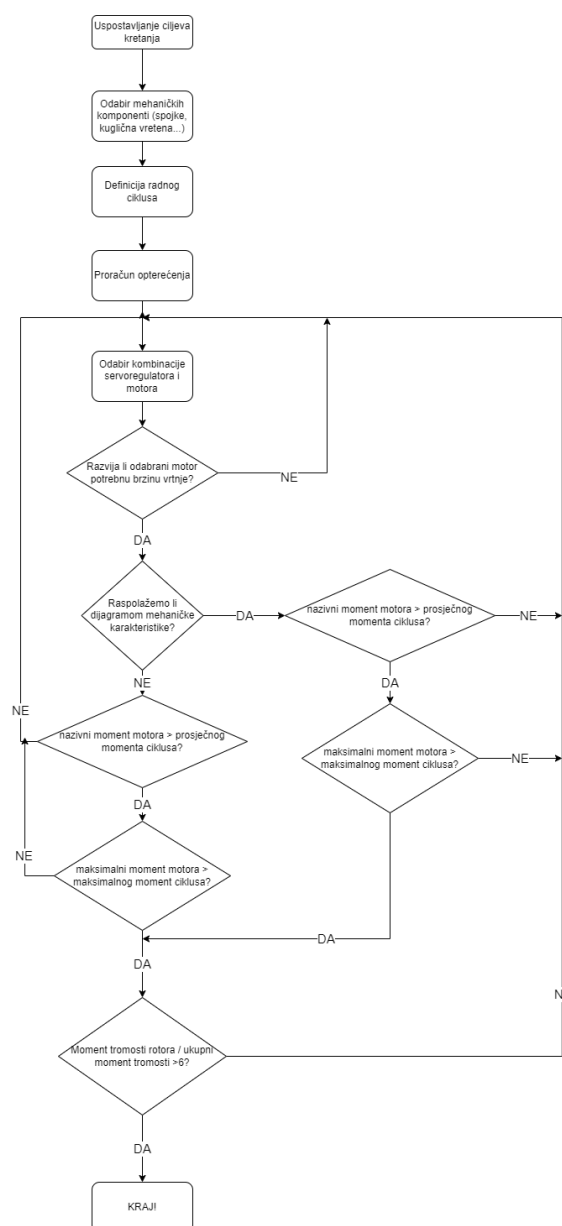 Uspostavljanje ciljeva
kretanja
Odabir mehaničkih
komponenti (spojke,
kuglična vretena...)
Definicija radnog
ciklusa
Proračun opterećenja
Odabir kombinacije
servoregulatora i
motora
Razvija li odabrani motor
potrebnu brzinu vrtnje?
NE
DA
Raspolažemo li
dijagramom mehaničke
karakteristike?
DA
nazivni moment motora > prosječnog
momenta ciklusa?
NE
NE
DA
NE
nazivni moment motora > prosječnog
momenta ciklusa?
maksimalni moment motora >
maksimalnog moment ciklusa?
NE
DA
NE
maksimalni moment motora >
maksimalnog moment ciklusa?
DA
DA
Moment tromosti rotora / ukupni
moment tromosti >6?
DA
KRAJ!